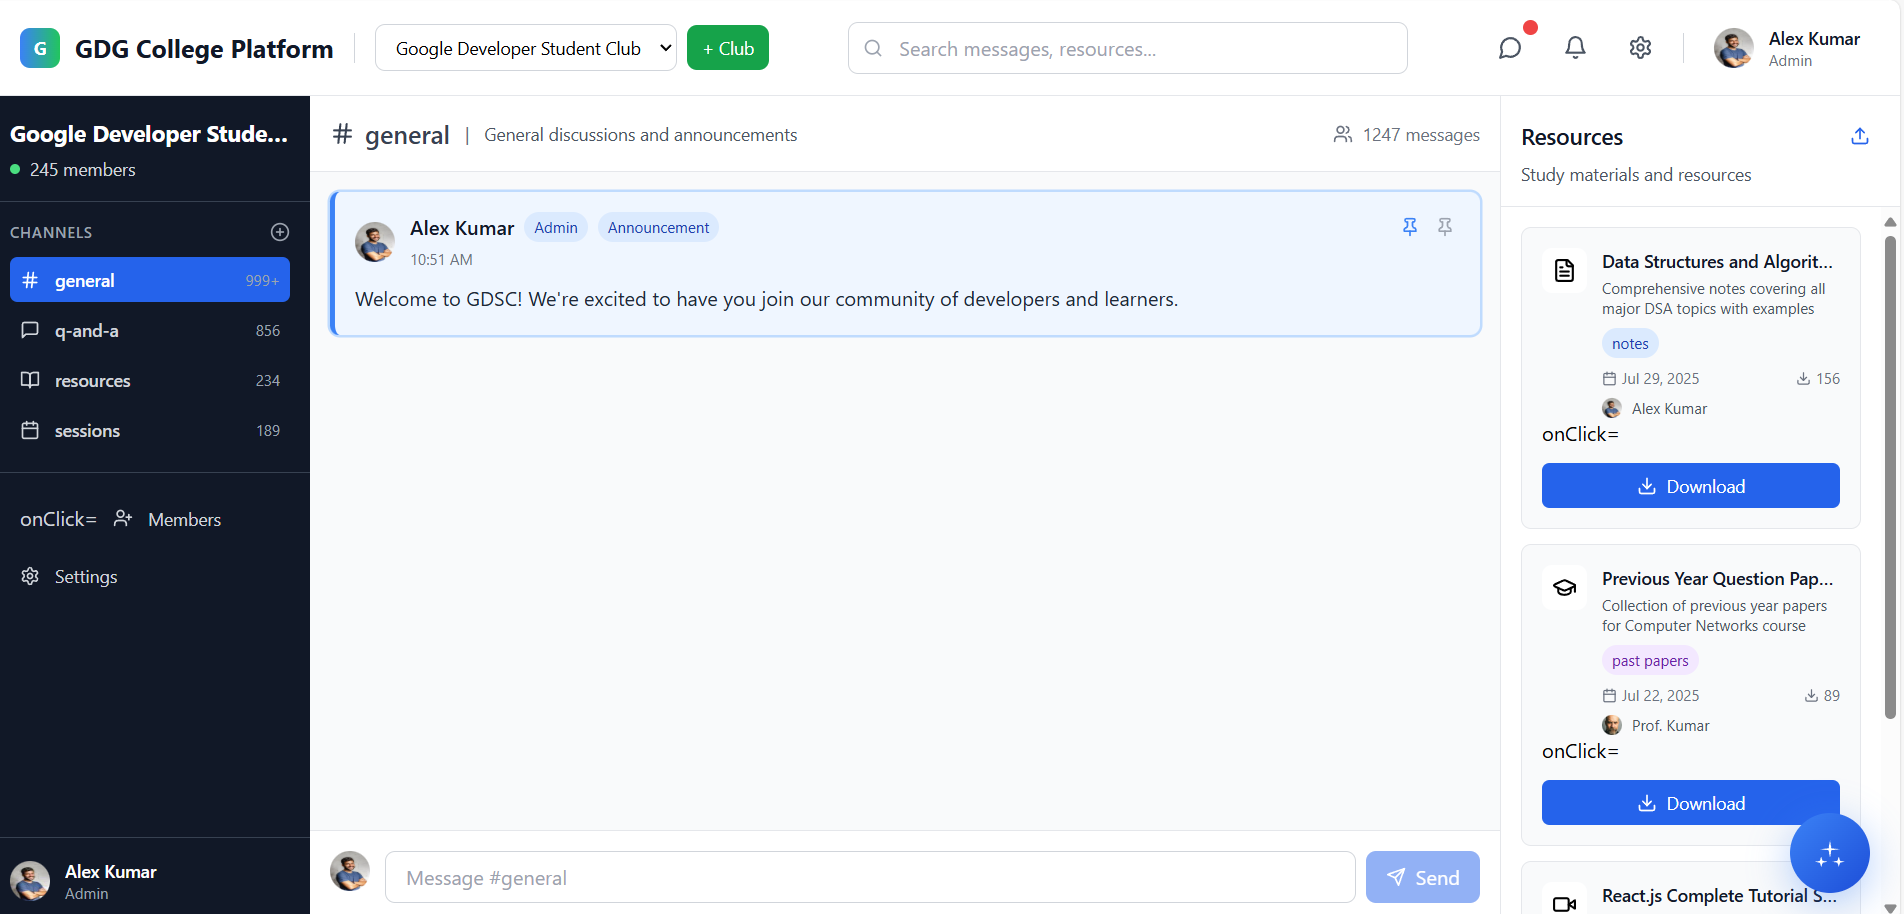 G GDG College Platform
Google Developer Student Club
+ Club
Search messages, resources...
Alex Kumar
Admin
Google Developer Stude...
245 members
CHANNELS
general 999+
q-and-a 856
resources 234
sessions 189
onClick= Members
Settings
Alex Kumar
Admin
# general | General discussions and announcements
1247 messages
Alex Kumar Admin Announcement
10:51 AM
Welcome to GDSC! We're excited to have you join our community of developers and learners.
Message #general
Send
Resources
Study materials and resources
Data Structures and Algorit...
Comprehensive notes covering all
major DSA topics with examples
notes
Jul 29, 2025 156
Alex Kumar
onClick=
Download
Previous Year Question Pap...
Collection of previous year papers
for Computer Networks course
past papers
Jul 22, 2025 89
Prof. Kumar
onClick=
Download
React.js Complete Tutorial S...